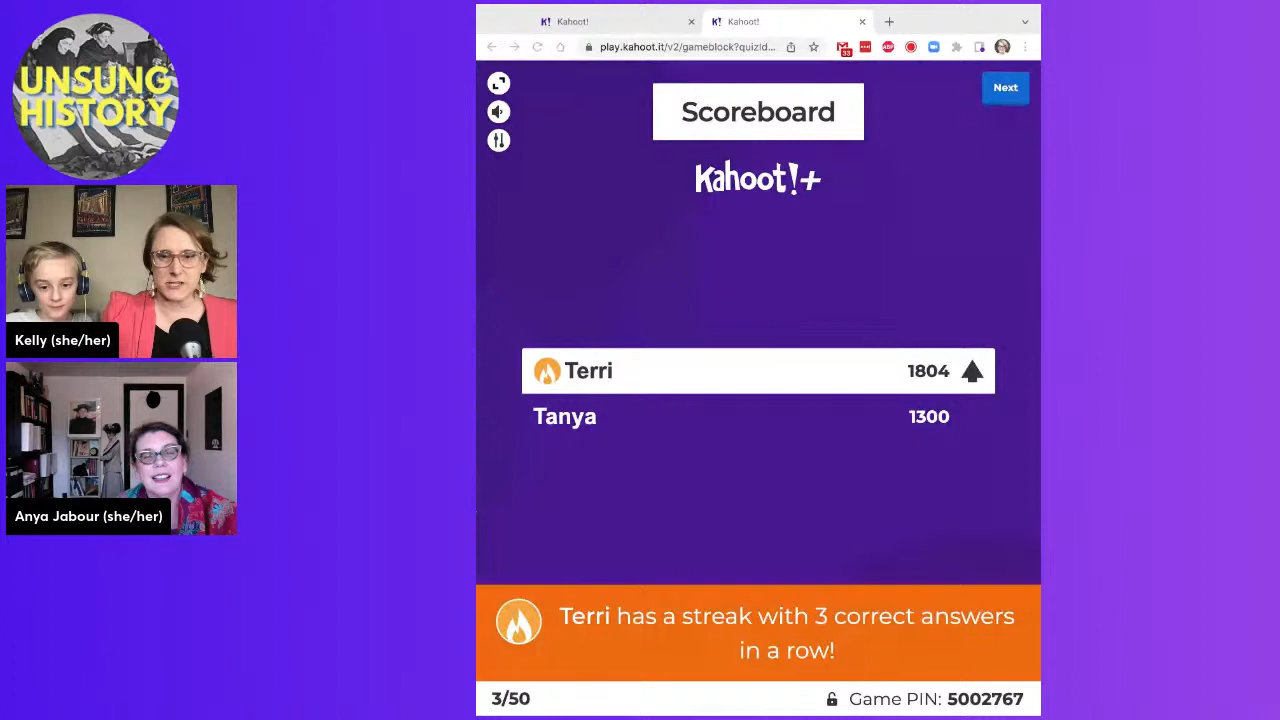 UNSUNG
HISTORY
Kelly (she/her)
Anya Jabour (she/her)
K! Kahoot!
K! Kahoot!
play.kahoot.it/v2/gameblock?quizId...
33
ABP
Next
Scoreboard
Kahoot!+
Terri 1804
Tanya 1300
Terri has a streak with 3 correct answers
in a row!
3/50
Game PIN: 5002767